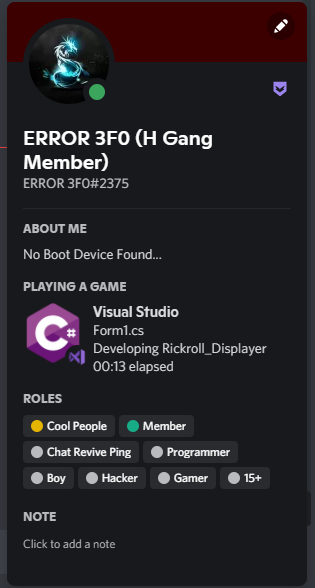 ERROR 3F0 (H Gang
Member)
ERROR 3F0#2375
ABOUT ME
No Boot Device Found...
PLAYING A GAME
Visual Studio
Form1.cs
Developing Rickroll_Displayer
00:13 elapsed
C#
ROLES
Cool People Member
Chat Revive Ping Programmer
Boy Hacker Gamer 15+
NOTE
Click to add a note